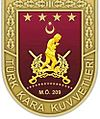 M.Ö. 209
TÜRK KARA KUVVETLERİ